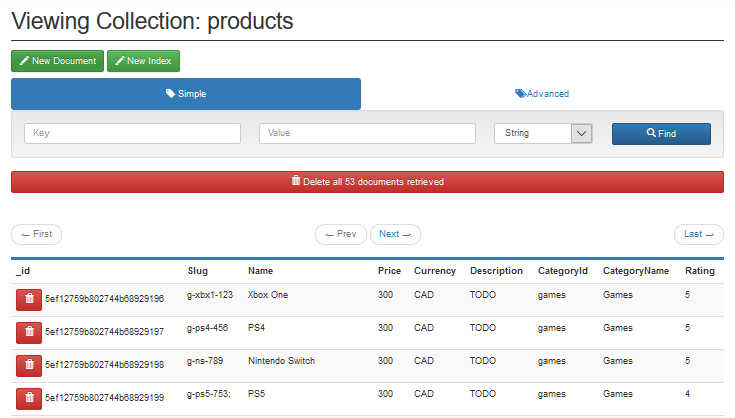 Viewing Collection: products
New Document New Index
Simple Advanced
Key Value String Find
Delete all 53 documents retrieved
First Prev Next Last
_id Slug Name Price Currency Description CategoryId CategoryName Rating
5ef12759b802744b68929196 g-xbx1-123 Xbox One 300 CAD TODO games Games 5
5ef12759b802744b68929197 g-ps4-456 PS4 300 CAD TODO games Games 5
5ef12759b802744b68929198 g-ns-789 Nintendo Switch 300 CAD TODO games Games 5
5ef12759b802744b68929199 g-ps5-753; PS5 300 CAD TODO games Games 4